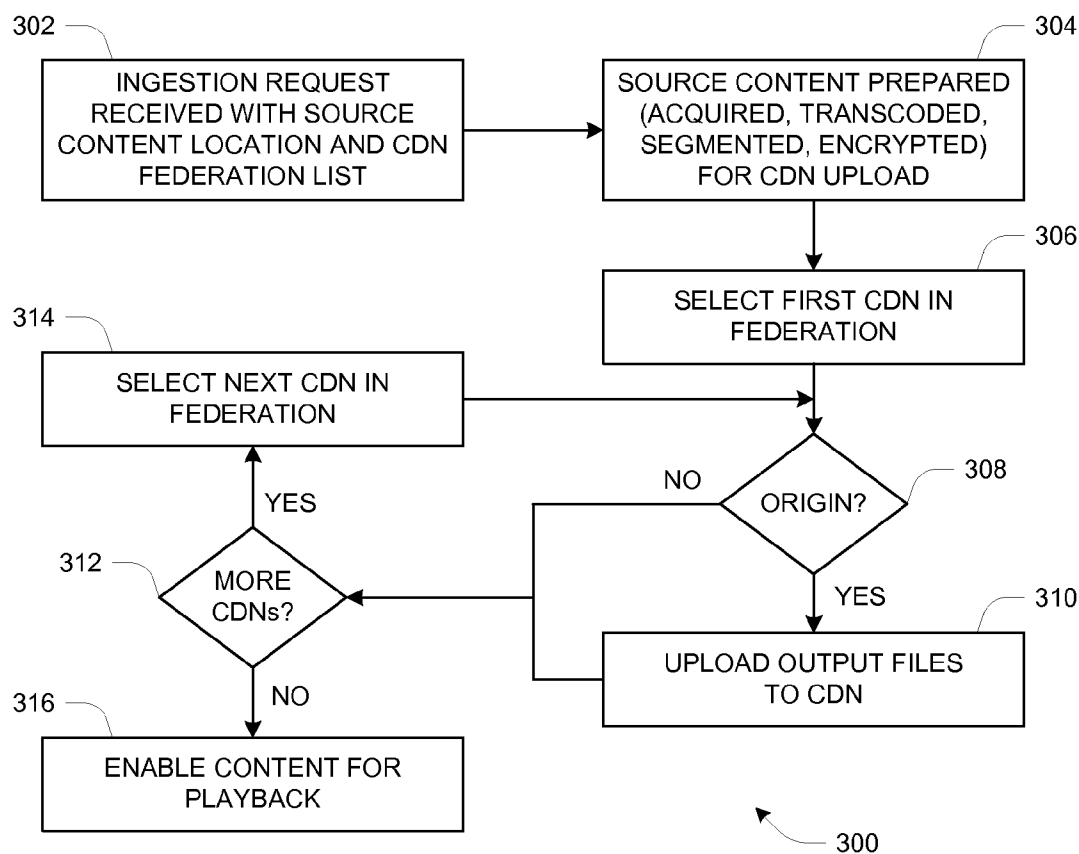 302
INGESTION REQUEST
RECEIVED WITH SOURCE
CONTENT LOCATION AND CDN
FEDERATION LIST
304
SOURCE CONTENT PREPARED
(ACQUIRED, TRANSCODED,
SEGMENTED, ENCRYPTED)
FOR CDN UPLOAD
306
SELECT FIRST CDN IN
FEDERATION
314
SELECT NEXT CDN IN
FEDERATION
308
ORIGIN?
NO
YES
YES
312
MORE
CDNs?
NO
310
UPLOAD OUTPUT FILES
TO CDN
316
ENABLE CONTENT FOR
PLAYBACK
300